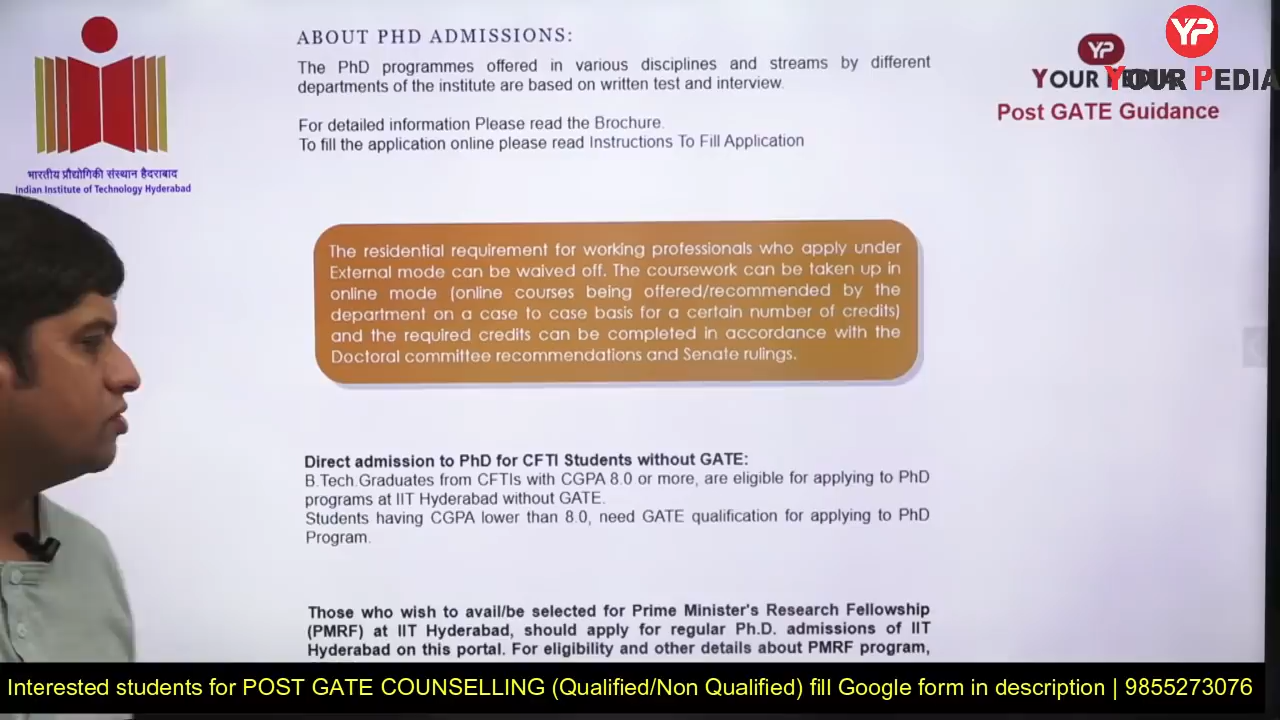 ABOUT PHD ADMISSIONS:
The PhD programmes offered in various disciplines and streams by different
departments of the institute are based on written test and interview.
For detailed information Please read the Brochure.
To fill the application online please read Instructions To Fill Application
भारतीय प्रौद्योगिकी संस्थान हैदराबाद
Indian Institute of Technology Hyderabad
YP
YP
YOUR PEDIA
Post GATE Guidance
The residential requirement for working professionals who apply under
External mode can be waived off. The coursework can be taken up in
online mode (online courses being offered/recommended by the
department on a case to case basis for a certain number of credits)
and the required credits can be completed in accordance with the
Doctoral committee recommendations and Senate rulings.
Direct admission to PhD for CFTI Students without GATE:
B.Tech.Graduates from CFTIs with CGPA 8.0 or more, are eligible for applying to PhD
programs at IIT Hyderabad without GATE.
Students having CGPA lower than 8.0, need GATE qualification for applying to PhD
Program.
Those who wish to avail/be selected for Prime Minister's Research Fellowship
(PMRF) at IIT Hyderabad, should apply for regular Ph.D. admissions of IIT
Hyderabad on this portal. For eligibility and other details about PMRF program,
Interested students for POST GATE COUNSELLING (Qualified/Non Qualified) fill Google form in description | 9855273076